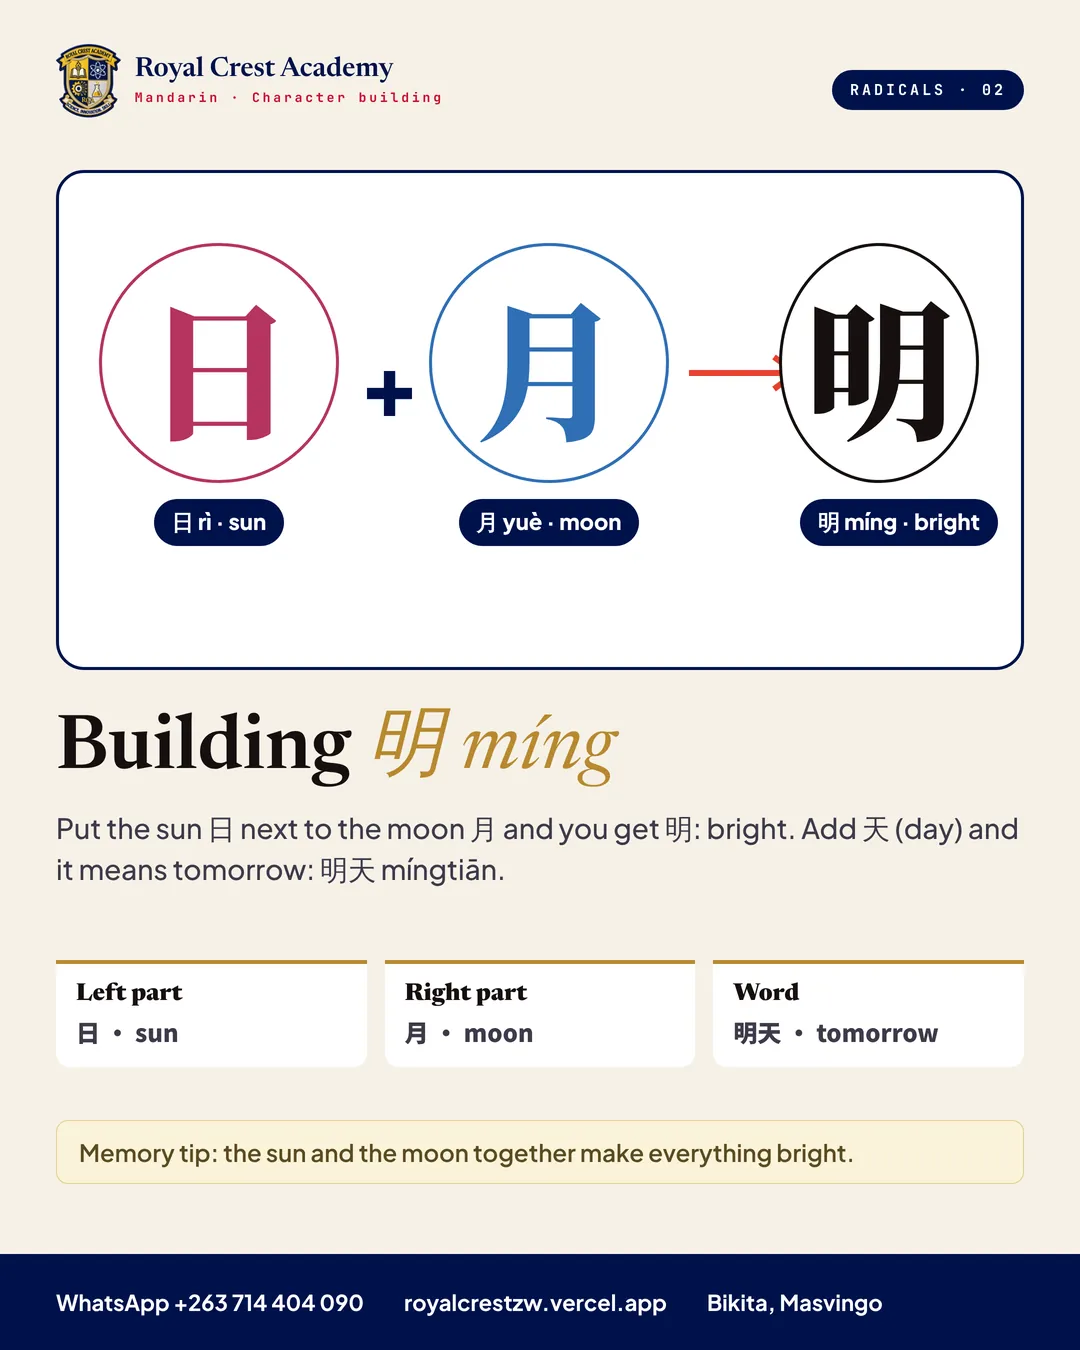 ROYAL CREST ACADEMY
Royal Crest Academy
Mandarin · Character building
RADICALS · 02
日 + 月 → 明
日 rì · sun
月 yuè · moon
明 míng · bright
Building 明 míng
Put the sun 日 next to the moon 月 and you get 明: bright. Add 天 (day) and
it means tomorrow: 明天 míngtiān.
Left part
日 • sun
Right part
月 • moon
Word
明天 • tomorrow
Memory tip: the sun and the moon together make everything bright.
WhatsApp +263 714 404 090
royalcrestzw.vercel.app
Bikita, Masvingo